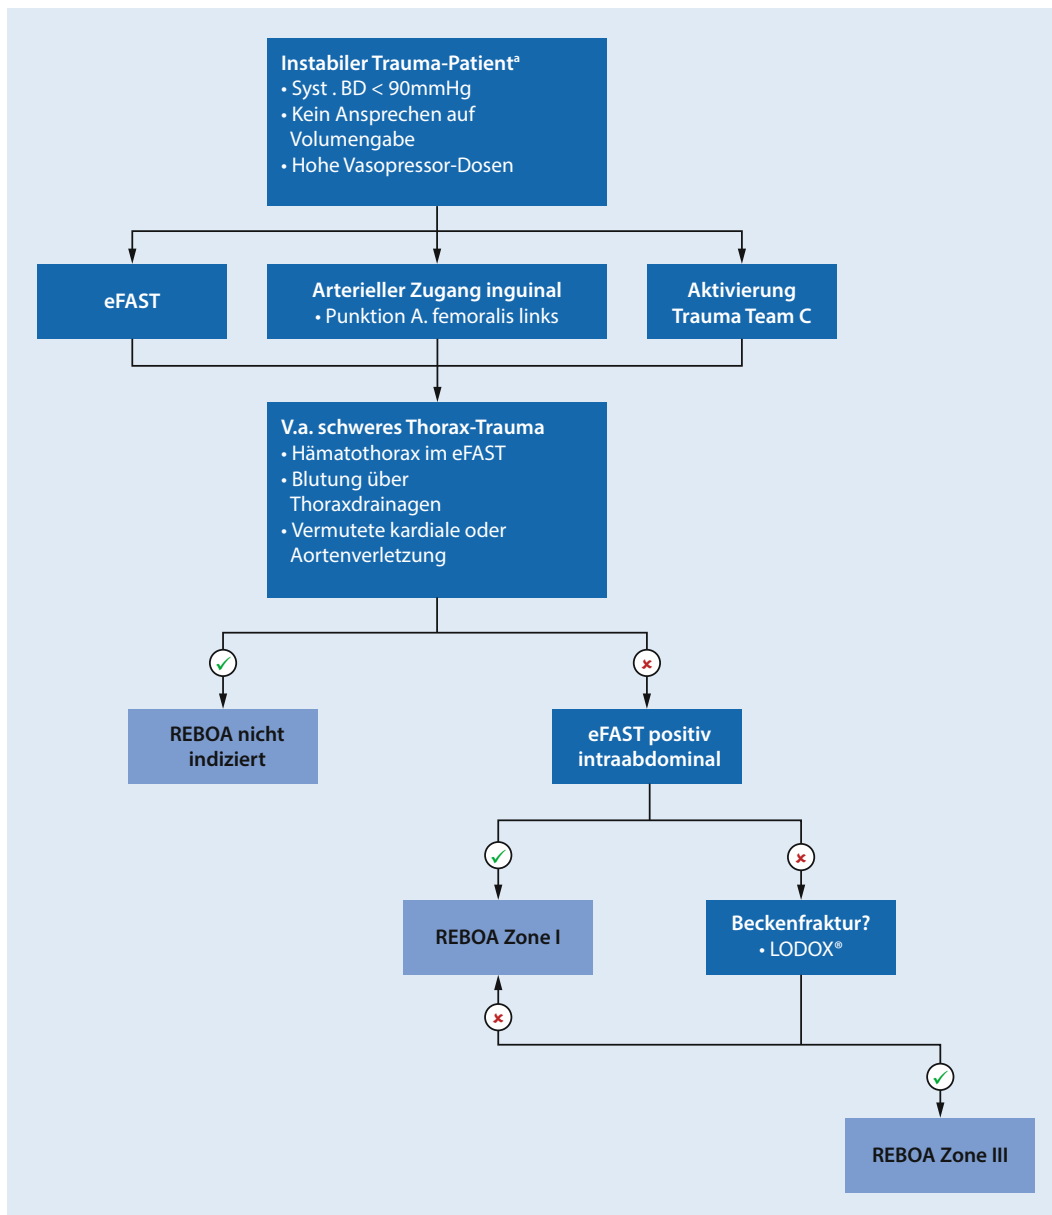 Instabiler Trauma-Patientᵃ
• Syst . BD < 90mmHg
• Kein Ansprechen auf
Volumengabe
• Hohe Vasopressor-Dosen
eFAST
Arterieller Zugang inguinal
• Punktion A. femoralis links
Aktivierung
Trauma Team C
V.a. schweres Thorax-Trauma
• Hämatothorax im eFAST
• Blutung über
Thoraxdrainagen
• Vermutete kardiale oder
Aortenverletzung
REBOA nicht
indiziert
eFAST positiv
intraabdominal
REBOA Zone I
Beckenfraktur?
• LODOX®
REBOA Zone III